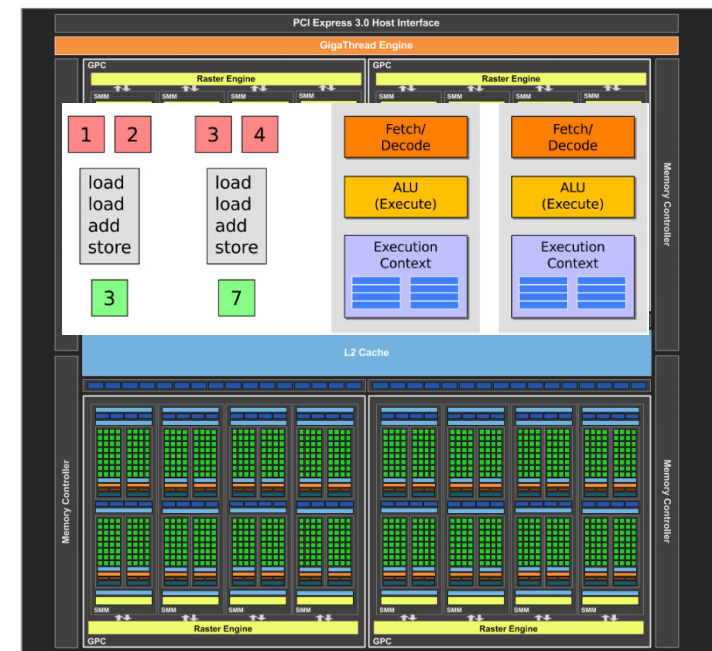 PCI Express 3.0 Host Interface
GigaThread Engine
GPC
GPC
Raster Engine
Raster Engine
SMM
SMM
SMM
SMM
SMM
SMM
SMM
SMM
1
2
3
4
load
load
add
store
load
load
add
store
3
7
Fetch/
Decode
ALU
(Execute)
Execution
Context
Fetch/
Decode
ALU
(Execute)
Execution
Context
Memory Controller
L2 Cache
Memory Controller
Memory Controller
SMM
SMM
SMM
SMM
SMM
SMM
SMM
SMM
Raster Engine
Raster Engine
GPC
GPC